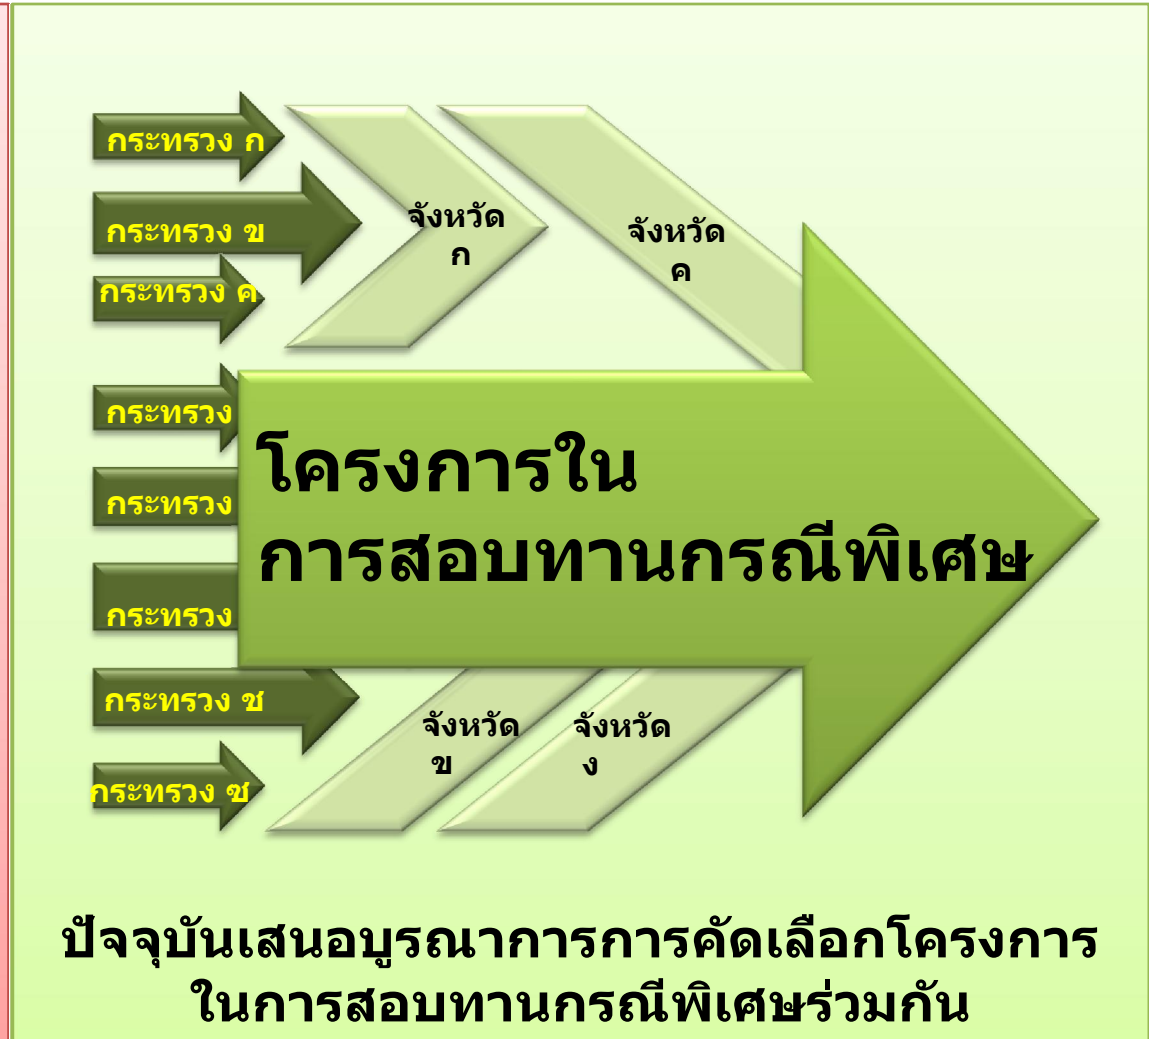 กระทรวง ก
กระทรวง ข
กระทรวง ค
กระทรวง
กระทรวง
กระทรวง
กระทรวง ช
กระทรวง ซ
จังหวัด
ก
จังหวัด
ค
โครงการใน
การสอบทานกรณีพิเศษ
จังหวัด
ข
จังหวัด
ง
ปัจจุบันเสนอบูรณาการการคัดเลือกโครงการ
ในการสอบทานกรณีพิเศษร่วมกัน